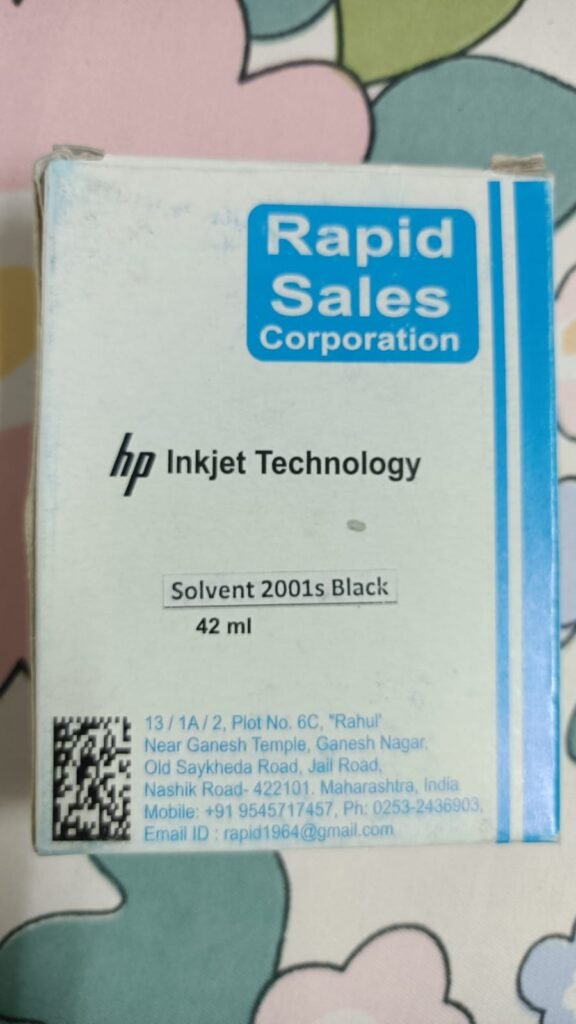 Rapid
Sales
Corporation
hp Inkjet Technology
Solvent 2001s Black
42 ml
13 / 1A / 2, Plot No. 6C, "Rahul'
Near Ganesh Temple, Ganesh Nagar,
Old Saykheda Road, Jail Road,
Nashik Road- 422101. Maharashtra, India
Mobile: +91 9545717457, Ph: 0253-2436903,
Email ID : rapid1964@gmail.com